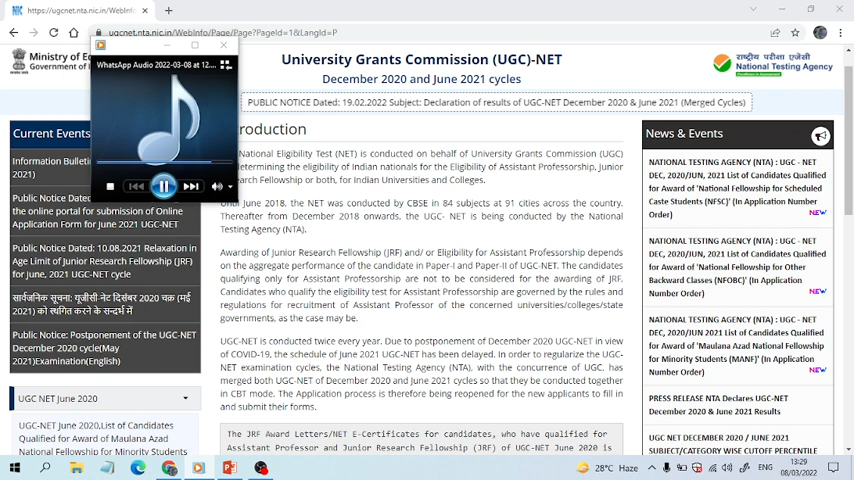 https://ugcnet.nta.nic.in/WebInfo
ugcnet.nta.nic.in/WebInfo/Page/Page?PageId=1&LangId=P
Ministry of E
University Grants Commission (UGC)-NET
December 2020 and June 2021 cycles
राष्ट्रीय परीक्षा एजेंसी
National Testing Agency
Excellence in Assessment
WhatsApp Audio 2022-03-08 at 12....
PUBLIC NOTICE Dated: 19.02.2022 Subject: Declaration of results of UGC-NET December 2020 & June 2021 (Merged Cycles)
Current Events
Information Bulleti
2021)
Public Notice Dated
the online portal for submission of Online
Application Form for June 2021 UGC-NET
Public Notice Dated: 10.08.2021 Relaxation in
Age Limit of Junior Research Fellowship (JRF)
for June, 2021 UGC-NET cycle
सार्वजनिक सूचना: यूजीसी-नेट दिसंबर 2020 चक्र (मई
2021) को स्थगित करने के सन्दर्भ में
Public Notice: Postponement of the UGC-NET
December 2020 cycle(May
2021)Examination(English)
UGC NET June 2020
UGC-NET June 2020,List of Candidates
Qualified for Award of Maulana Azad
National Fellowship for Minority Students
troduction
National Eligibility Test (NET) is conducted on behalf of University Grants Commission (UGC)
determining the eligibility of Indian nationals for the Eligibility of Assistant Professorship, Junior
earch Fellowship or both, for Indian Universities and Colleges.
Until June 2018, the NET was conducted by CBSE in 84 subjects at 91 cities across the country.
Thereafter from December 2018 onwards, the UGC- NET is being conducted by the National
Testing Agency (NTA).
Awarding of Junior Research Fellowship (JRF) and/ or Eligibility for Assistant Professorship depends
on the aggregate performance of the candidate in Paper-I and Paper-II of UGC-NET. The candidates
qualifying only for Assistant Professorship are not to be considered for the awarding of JRF.
Candidates who qualify the eligibility test for Assistant Professorship are governed by the rules and
regulations for recruitment of Assistant Professor of the concerned universities/colleges/state
governments, as the case may be.
UGC-NET is conducted twice every year. Due to postponement of December 2020 UGC-NET in view
of COVID-19, the schedule of June 2021 UGC-NET has been delayed. In order to regularize the UGC-
NET examination cycles, the National Testing Agency (NTA), with the concurrence of UGC, has
merged both UGC-NET of December 2020 and June 2021 cycles so that they be conducted together
in CBT mode. The Application process is therefore being reopened for the new applicants to fill in
and submit their forms.
The JRF Award Letters/NET E-Certificates for candidates, who have qualified for
Assistant Professor and Junior Research Fellowship (JRF) of UGC-NET June 2020 is
News & Events
NATIONAL TESTING AGENCY (NTA) : UGC - NET
DEC, 2020/JUN, 2021 List of Candidates Qualified
for Award of 'National Fellowship for Scheduled
Caste Students (NFSC)' (In Application Number
Order)
NEW
NATIONAL TESTING AGENCY (NTA) : UGC - NET
DEC, 2020/JUN, 2021 List of Candidates Qualified
for Award of 'National Fellowship for Other
Backward Classes (NFOBC)' (In Application
Number Order)
NEW
NATIONAL TESTING AGENCY (NTA) : UGC - NET
DEC, 2020/JUN 2021 List of Candidates Qualified
for Award of 'Maulana Azad National Fellowship
for Minority Students (MANF)' (In Application
Number Order)
NEW
PRESS RELEASE NTA Declares UGC-NET
December 2020 & June 2021 Results
UGC NET DECEMBER 2020 / JUNE 2021
SUBJECT/CATEGORY WISE CUTOFF PERCENTILE
28°C Haze
ENG
13:29
08/03/2022